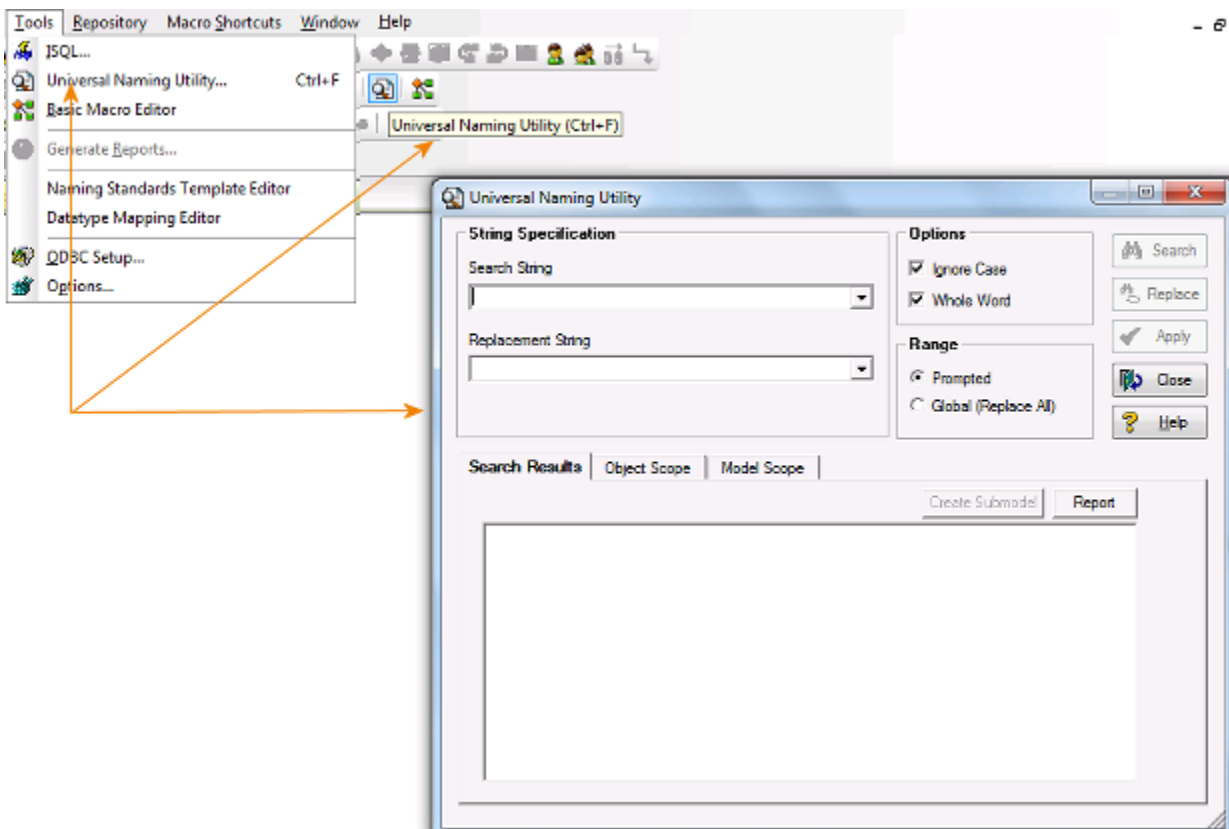 Tools Repository Macro Shortcuts Window Help
ISQL...
Universal Naming Utility... Ctrl+F
Basic Macro Editor
Universal Naming Utility (Ctrl+F)
Generate Reports...
Naming Standards Template Editor
Datatype Mapping Editor
ODBC Setup...
Options...
Universal Naming Utility
String Specification
Search String
Replacement String
Options
Ignore Case
Whole Word
Range
Prompted
Global (Replace All)
Search
Replace
Apply
Close
Help
Search Results Object Scope Model Scope
Create Submodel Report